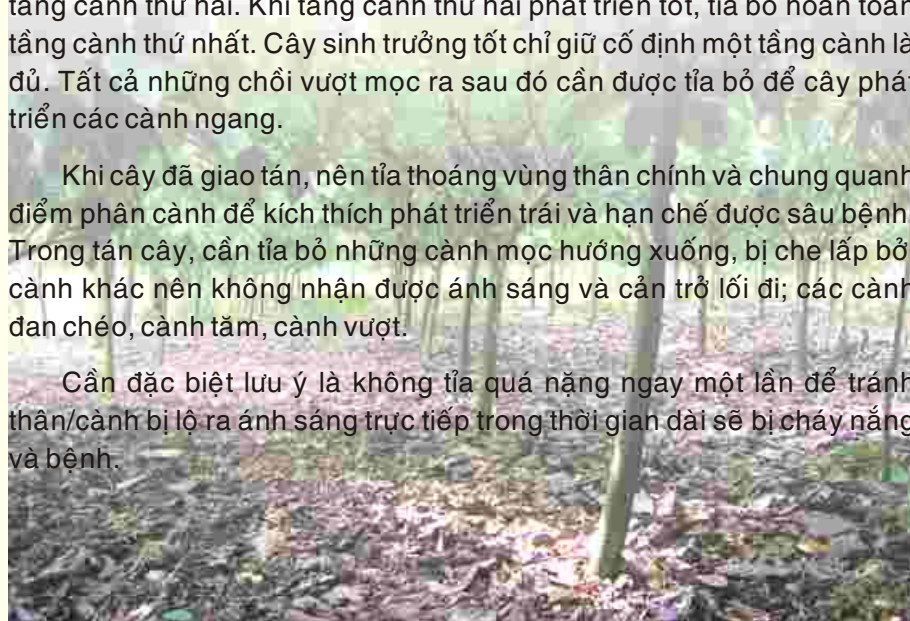 tầng cành thứ hai. Khi tầng cành thứ hai phát triển tốt, tỉa bỏ hoàn toàn
tầng cành thứ nhất. Cây sinh trưởng tốt chỉ giữ cố định một tầng cành là
đủ. Tất cả những chồi vượt mọc ra sau đó cần được tỉa bỏ để cây phát
triển các cành ngang.
Khi cây đã giao tán, nên tỉa thoáng vùng thân chính và chung quanh
điểm phân cành để kích thích phát triển trái và hạn chế được sâu bệnh
Trong tán cây, cần tỉa bỏ những cành mọc hướng xuống, bị che lấp bở
cành khác nên không nhận được ánh sáng và cản trở lối đi; các cành
đan chéo, cành tăm, cành vượt.
Cần đặc biệt lưu ý là không tỉa quá nặng ngay một lần để tránh
thân/cành bị lộ ra ánh sáng trực tiếp trong thời gian dài sẽ bị cháy nắng
và bệnh.